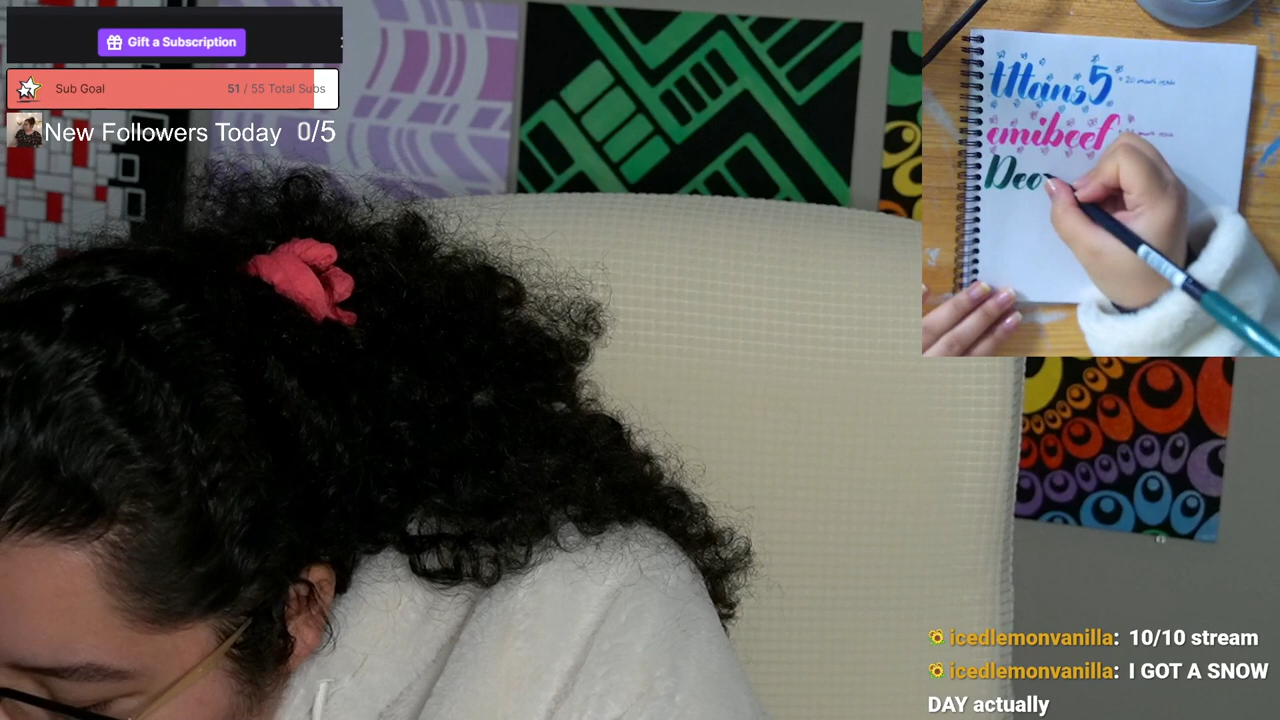 Gift a Subscription
Sub Goal 51 / 55 Total Subs
New Followers Today 0/5
titans5
emibeef
Deo
icedlemonvanilla: 10/10 stream
icedlemonvanilla: I GOT A SNOW
DAY actually